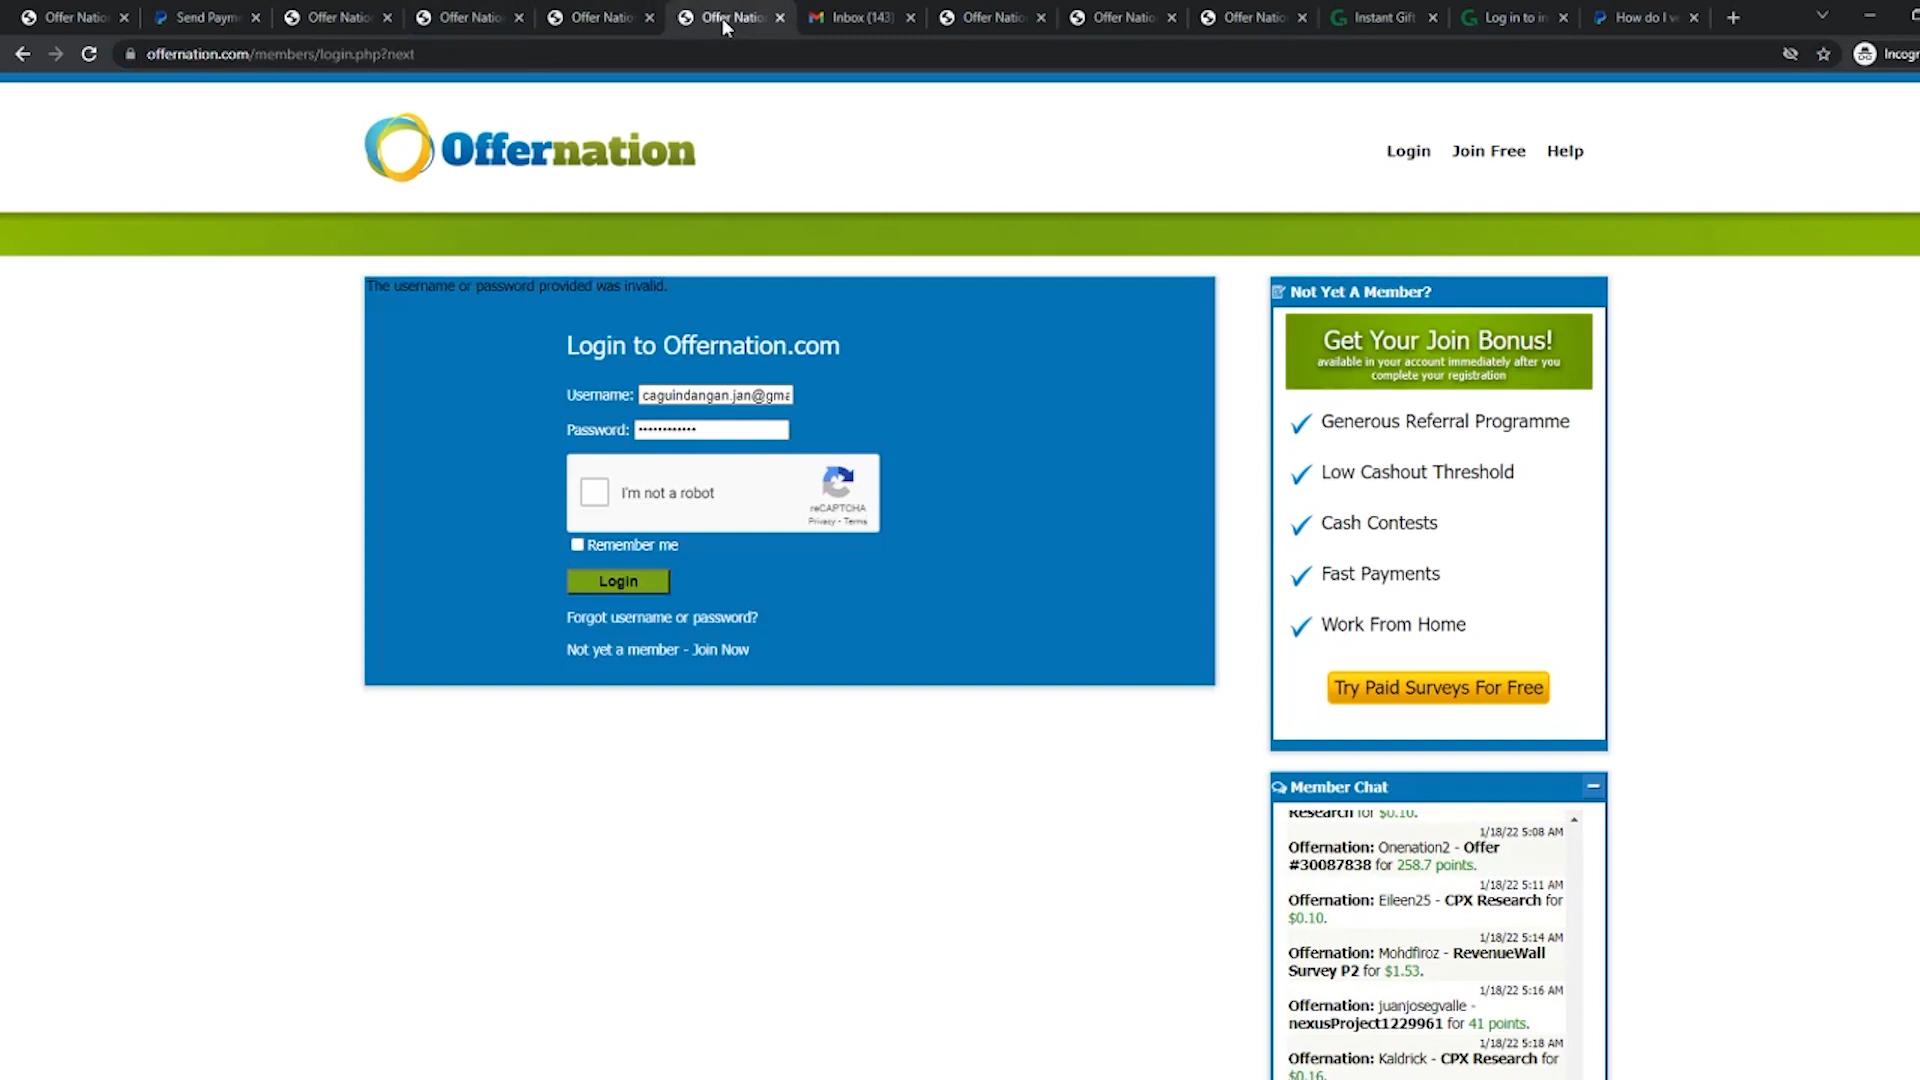 Offer Natio
Send Paym
Offer Natio
Offer Natio
Offer Natio
Offer Natio
Inbox (143)
Offer Natio
Offer Natio
Offer Natio
Instant Gift
Log in to in
How do I v
offernation.com/members/login.php?next
Incogn
Offernation
Login
Join Free
Help
The username or password provided was invalid.
Login to Offernation.com
Username: caguindangan.jan@gma
Password: ••••••••••••
I'm not a robot
reCAPTCHA
Privacy - Terms
Remember me
Login
Forgot username or password?
Not yet a member - Join Now
Not Yet A Member?
Get Your Join Bonus!
available in your account immediately after you
complete your registration
Generous Referral Programme
Low Cashout Threshold
Cash Contests
Fast Payments
Work From Home
Try Paid Surveys For Free
Member Chat
Research for $0.10.
1/18/22 5:08 AM
Offernation: Onenation2 - Offer
#30087838 for 258.7 points.
1/18/22 5:11 AM
Offernation: Eileen25 - CPX Research for
$0.10.
1/18/22 5:14 AM
Offernation: Mohdfiroz - RevenueWall
Survey P2 for $1.53.
1/18/22 5:16 AM
Offernation: juanjosegvalle -
nexusProject1229961 for 41 points.
1/18/22 5:18 AM
Offernation: Kaldrick - CPX Research for
$0.16.